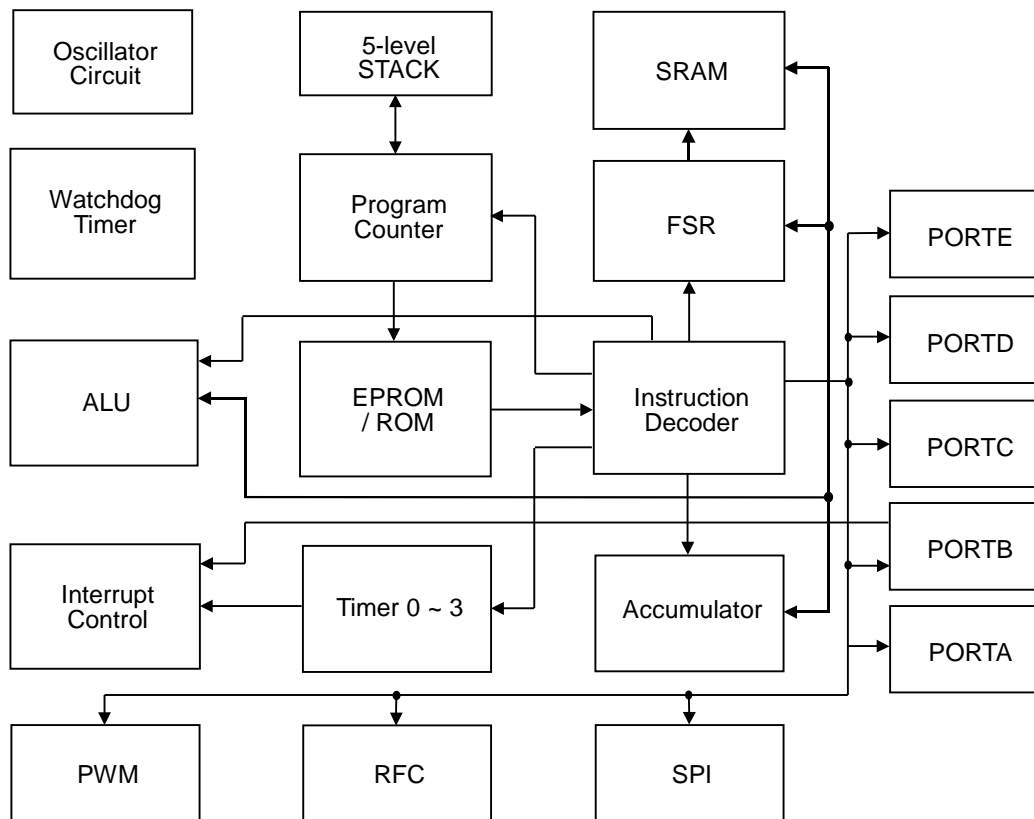 Oscillator
Circuit
5-level
STACK
SRAM
Watchdog
Timer
Program
Counter
FSR
PORTE
ALU
EPROM
/ ROM
Instruction
Decoder
PORTD
PORTC
Interrupt
Control
Timer 0 ~ 3
Accumulator
PORTB
PORTA
PWM
RFC
SPI